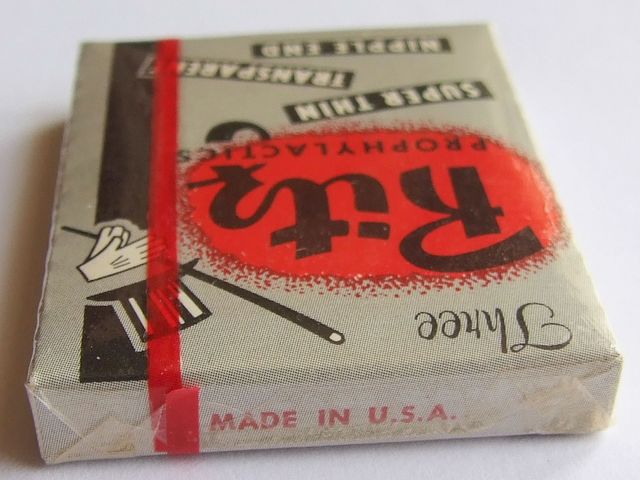 Three
Ritz
PROPHYLACTICS
SUPER THIN
TRANSPARENT
NIPPLE END
MADE IN U.S.A.